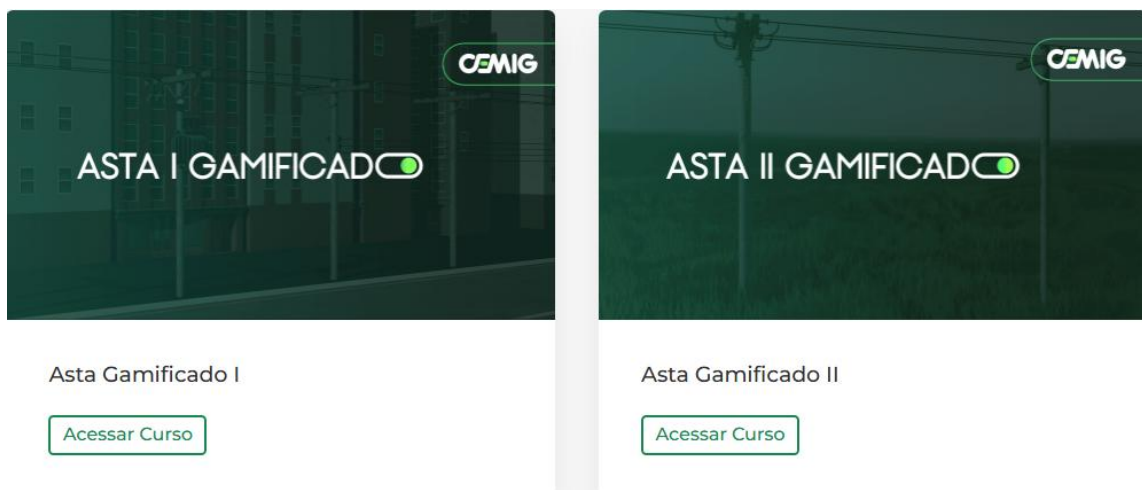 CEMIG
ASTA I GAMIFICADO
Asta Gamificado I
Acessar Curso
CEMIG
ASTA II GAMIFICADO
Asta Gamificado II
Acessar Curso